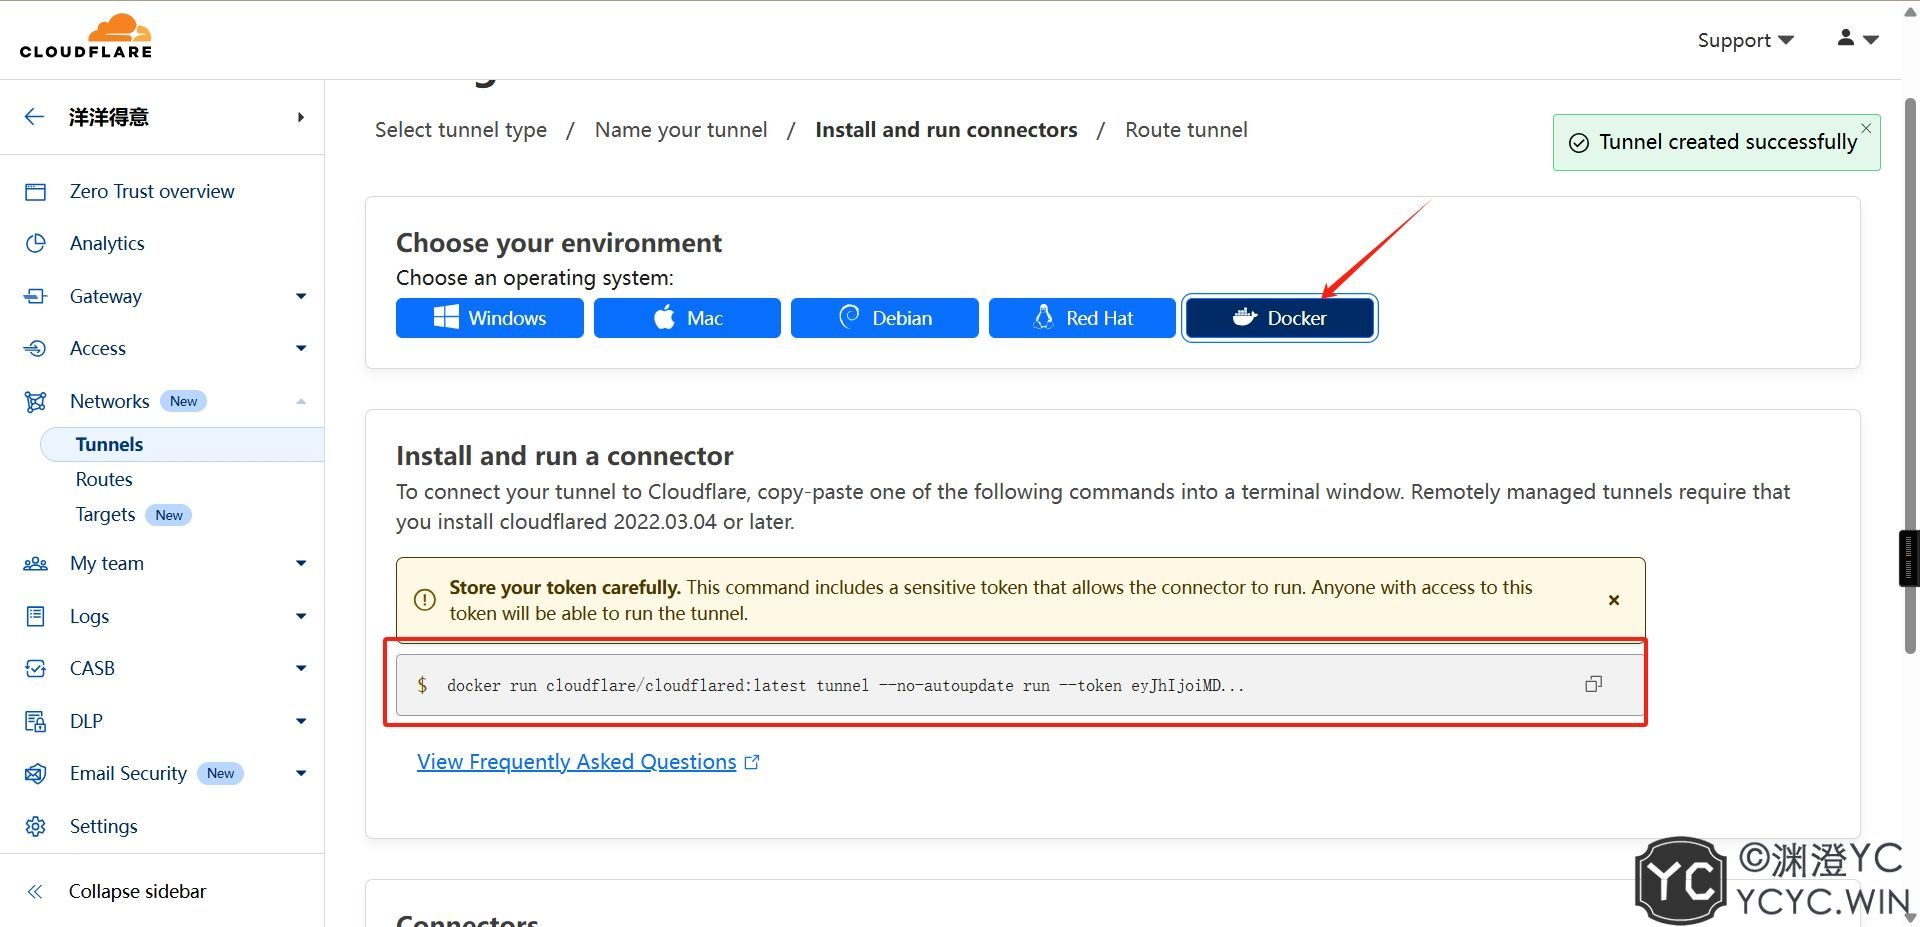 CLOUDFLARE
Support
洋洋得意
Select tunnel type / Name your tunnel / Install and run connectors / Route tunnel
Tunnel created successfully
Zero Trust overview
Analytics
Gateway
Access
Networks New
Tunnels
Routes
Targets New
My team
Logs
CASB
DLP
Email Security New
Settings
Collapse sidebar
Choose your environment
Choose an operating system:
Windows Mac Debian Red Hat Docker
Install and run a connector
To connect your tunnel to Cloudflare, copy-paste one of the following commands into a terminal window. Remotely managed tunnels require that
you install cloudflared 2022.03.04 or later.
Store your token carefully. This command includes a sensitive token that allows the connector to run. Anyone with access to this
token will be able to run the tunnel.
$ docker run cloudflare/cloudflared:latest tunnel --no-autoupdate run --token eyJhIjoiMD...
View Frequently Asked Questions
Connectors
YC ©渊澄YC
YCYC.WIN